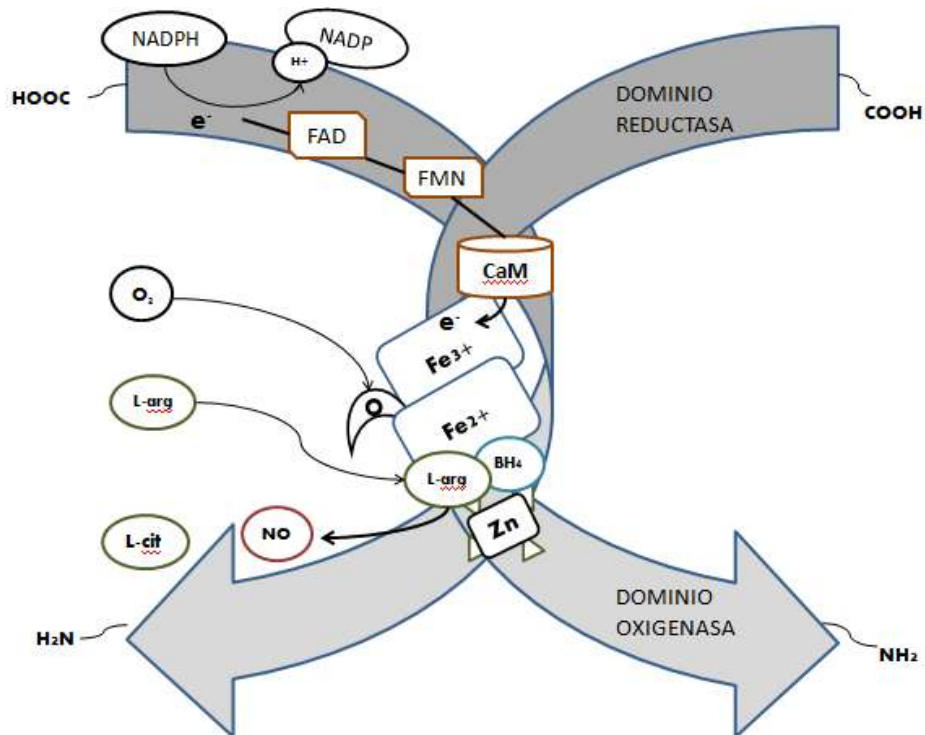 NADPH
NADP
H+
HOOC
e-
FAD
FMN
DOMINIO
REDUCTASA
COOH
CaM
O₂
e-
Fe3+
L-arg
O
Fe2+
L-arg
BH₄
Zn
L-cit
NO
H₂N
DOMINIO
OXIGENASA
NH₂